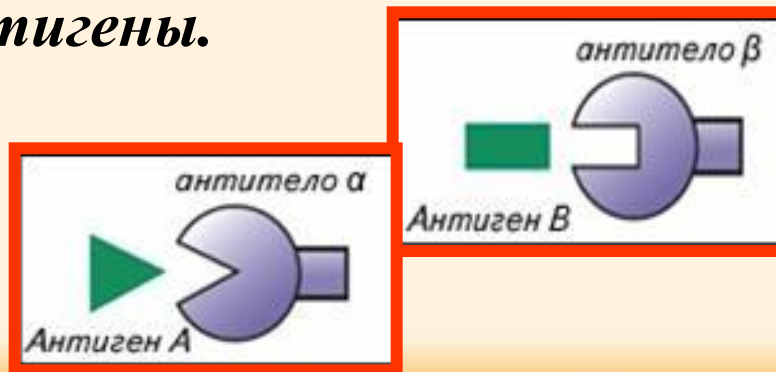 тигены.
антитело β
Антиген В
антитело α
Антиген А